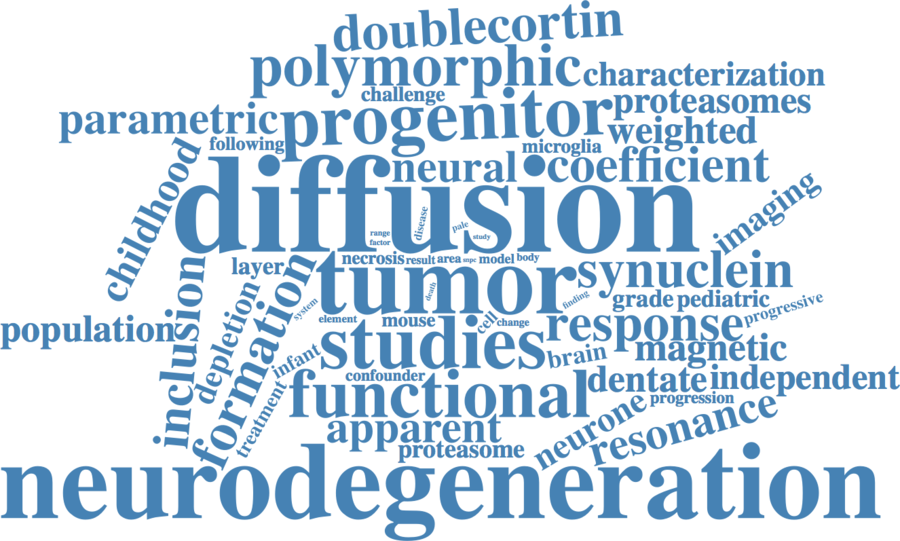 doublecortin
polymorphic
characterization
challenge
progenitor
proteasomes
parametric
weighted
following
microglia
neural
coefficient
childhood
diffusion
imaging
range
disease
pale
factor
study
necrosis
result
area
snpc
model
body
layer
tumor
synuclein
inclusion
depletion
formation
death
finding
grade
pediatric
system
progressive
population
element
mouse
cell
change
response
studies
brain
magnetic
infant
confounder
treatment
functional
dentate
independent
progression
apparent
neurone
resonance
proteasome
neurodegeneration